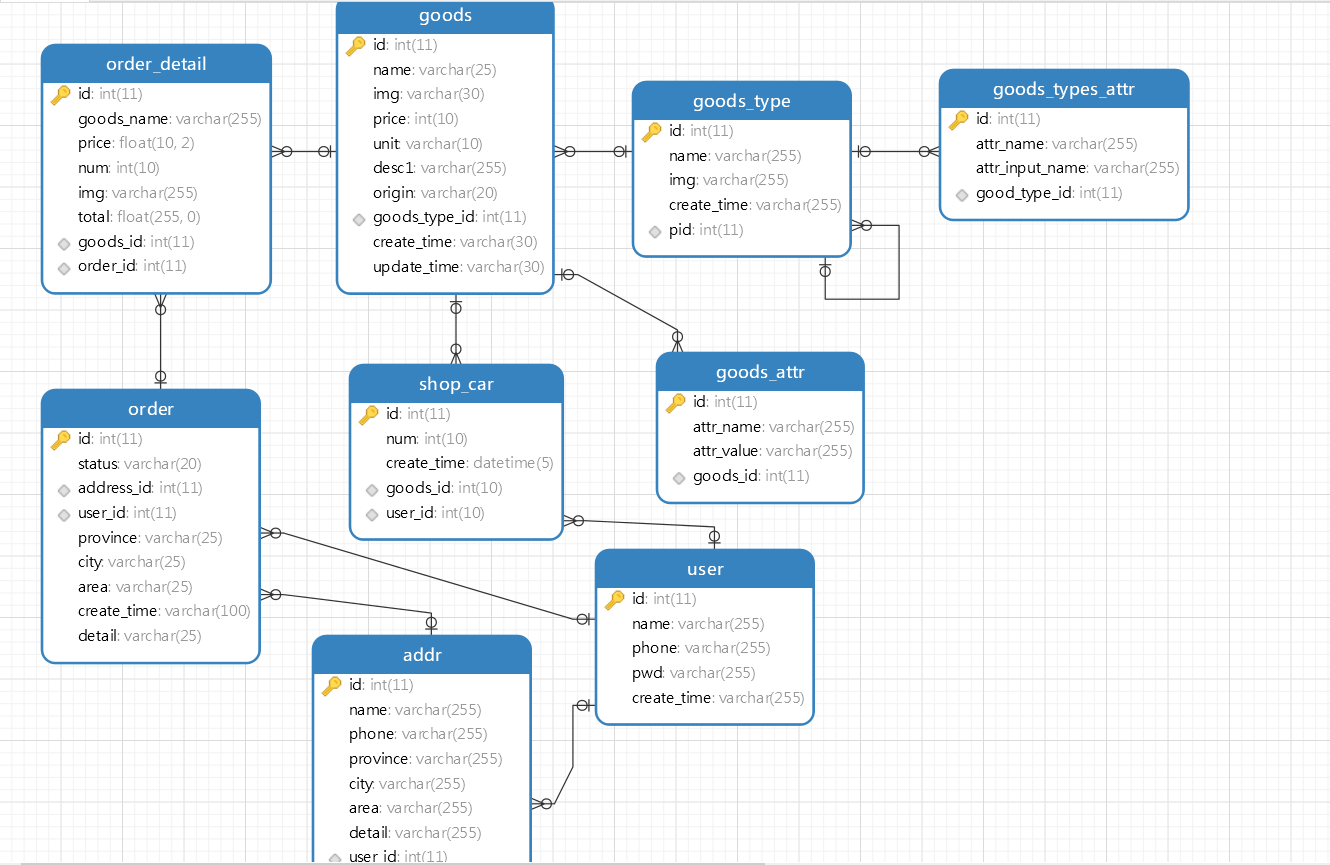 order_detail
id: int(11)
goods_name: varchar(255)
price: float(10, 2)
num: int(10)
img: varchar(255)
total: float(255, 0)
goods_id: int(11)
order_id: int(11)
goods
id: int(11)
name: varchar(25)
img: varchar(30)
price: int(10)
unit: varchar(10)
desc1: varchar(255)
origin: varchar(20)
goods_type_id: int(11)
create_time: varchar(30)
update_time: varchar(30)
goods_type
id: int(11)
name: varchar(255)
img: varchar(255)
create_time: varchar(255)
pid: int(11)
goods_types_attr
id: int(11)
attr_name: varchar(255)
attr_input_name: varchar(255)
good_type_id: int(11)
order
id: int(11)
status: varchar(20)
address_id: int(11)
user_id: int(11)
province: varchar(25)
city: varchar(25)
area: varchar(25)
create_time: varchar(100)
detail: varchar(25)
shop_car
id: int(11)
num: int(10)
create_time: datetime(5)
goods_id: int(10)
user_id: int(10)
goods_attr
id: int(11)
attr_name: varchar(255)
attr_value: varchar(255)
goods_id: int(11)
addr
id: int(11)
name: varchar(255)
phone: varchar(255)
province: varchar(255)
city: varchar(255)
area: varchar(255)
detail: varchar(255)
user_id: int(11)
user
id: int(11)
name: varchar(255)
phone: varchar(255)
pwd: varchar(255)
create_time: varchar(255)